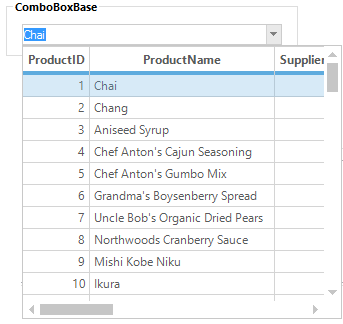 ComboBoxBase
Chai
ProductID ProductName Supplier
1 Chai
2 Chang
3 Aniseed Syrup
4 Chef Anton's Cajun Seasoning
5 Chef Anton's Gumbo Mix
6 Grandma's Boysenberry Spread
7 Uncle Bob's Organic Dried Pears
8 Northwoods Cranberry Sauce
9 Mishi Kobe Niku
10 Ikura